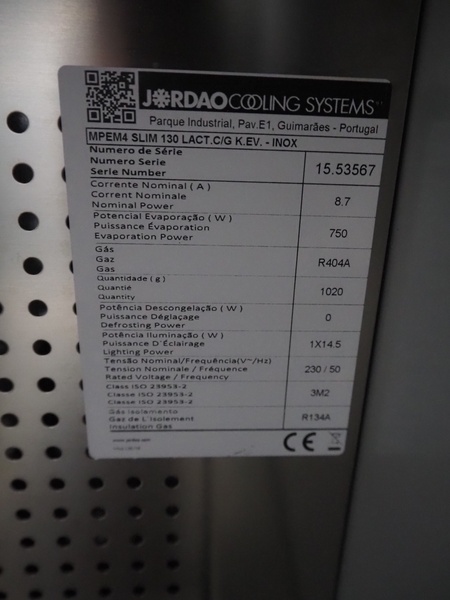 JORDAO COOLING SYSTEMS
Parque Industrial, Pav.E1, Guimarães - Portugal
MPEM4 SLIM 130 LACT.C/G K.EV. - INOX
Numero de Série
Numero Serie
Serie Number
15.53567
Corrente Nominal ( A )
Corrent Nominale
Nominal Power
8.7
Potencial Evaporação ( W )
Puissance Évaporation
Evaporation Power
750
Gás
Gaz
Gas
R404A
Quantidade ( g )
Quantié
Quantity
1020
Potência Descongelação ( W )
Puissance Déglaçage
Defrosting Power
0
Potência Iluminação ( W )
Puissance D´Éclairage
Lighting Power
1X14.5
Tensão Nominal/Frequência(V~/Hz)
Tension Nominale / Fréquence
Rated Voltage / Frequency
230 / 50
Class ISO 23953-2
Classe ISO 23953-2
Classe ISO 23953-2
3M2
Gás Isolamento
Gaz de L´Isolement
Insulation Gas
R134A
CE